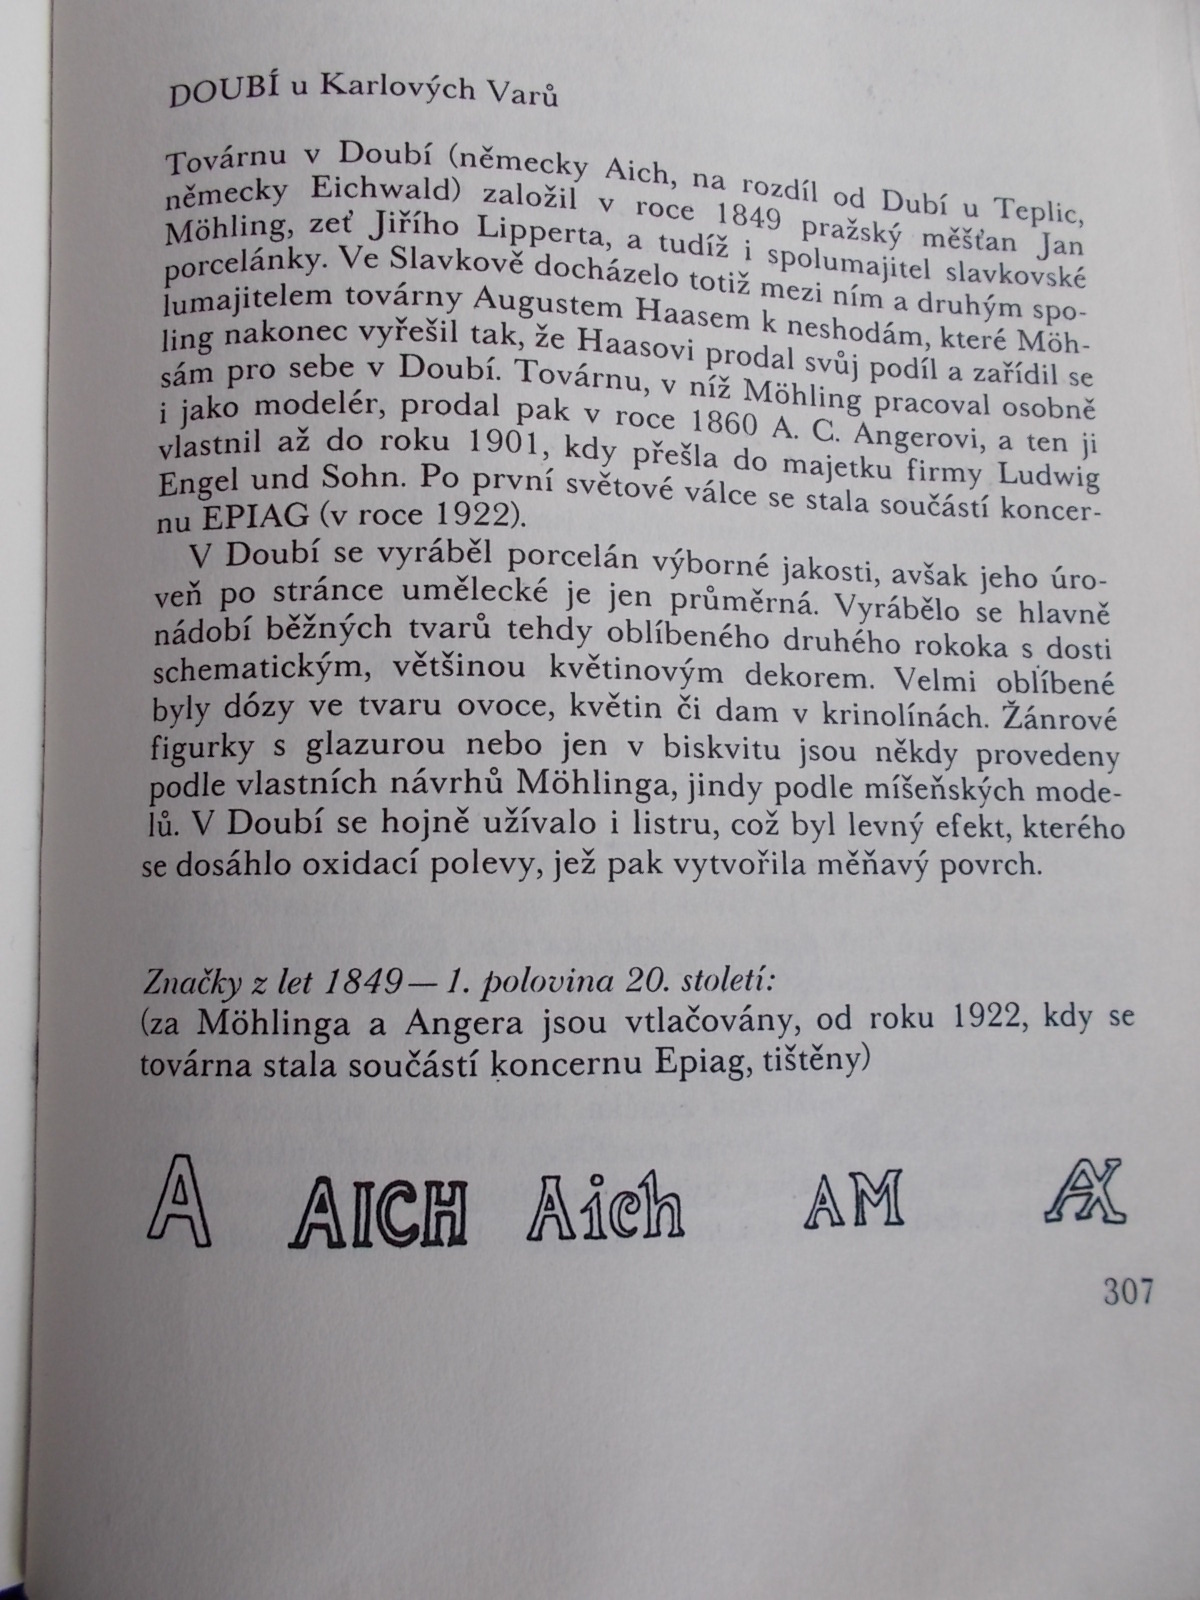 DOUBÍ u Karlových Varů
Továrnu v Doubí (německy Aich, na rozdíl od Dubí u Teplic,
německy Eichwald) založil v roce 1849 pražský měšťan Jan
Möhling, zeť Jiřího Lipperta, a tudíž i spolumajitel slavkovské
porcelánky. Ve Slavkově docházelo totiž mezi ním a druhým spo-
lumajitelem továrny Augustem Haasem k neshodám, které Möh-
ling nakonec vyřešil tak, že Haasovi prodal svůj podíl a zařídil se
sám pro sebe v Doubí. Továrnu, v níž Möhling pracoval osobně
i jako modelér, prodal pak v roce 1860 A. C. Angerovi, a ten ji
vlastnil až do roku 1901, kdy přešla do majetku firmy Ludwig
Engel und Sohn. Po první světové válce se stala součástí koncer-
nu EPIAG (v roce 1922).
V Doubí se vyráběl porcelán výborné jakosti, avšak jeho úro-
veň po stránce umělecké je jen průměrná. Vyrábělo se hlavně
nádobí běžných tvarů tehdy oblíbeného druhého rokoka s dosti
schematickým, většinou květinovým dekorem. Velmi oblíbené
byly dózy ve tvaru ovoce, květin či dam v krinolínách. Žánrové
figurky s glazurou nebo jen v biskvitu jsou někdy provedeny
podle vlastních návrhů Möhlinga, jindy podle míšeňských mode-
lů. V Doubí se hojně užívalo i listru, což byl levný efekt, kterého
se dosáhlo oxidací polevy, jež pak vytvořila měňavý povrch.
Značky z let 1849—1. polovina 20. století:
(za Möhlinga a Angera jsou vtlačovány, od roku 1922, kdy se
továrna stala součástí koncernu Epiag, tištěny)
A AICH Aich AM
307